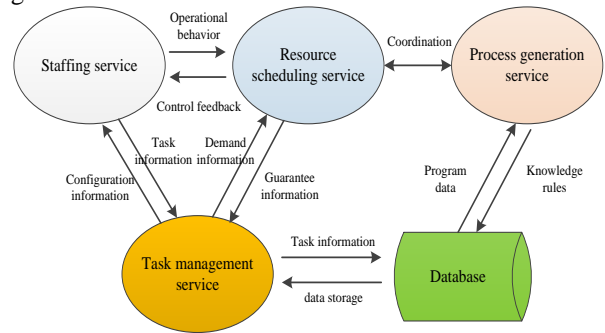 Operational
behavior
Staffing service
Resource
scheduling service
Coordination
Process generation
service
Control feedback
Task
information
Demand
information
Configuration
information
Guarantee
information
Program
data
Knowledge
rules
Task management
service
Task information
data storage
Database